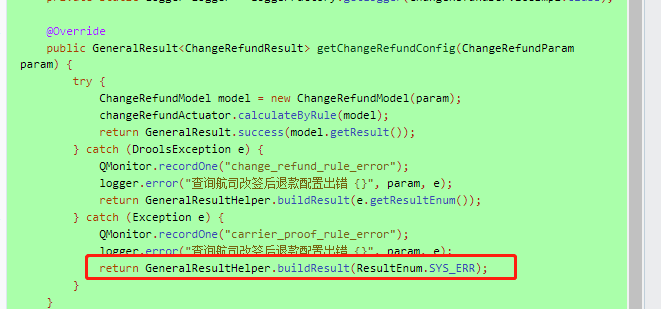 @Override
public GeneralResult<ChangeRefundResult> getChangeRefundConfig(ChangeRefundParam
param) {
try {
ChangeRefundModel model = new ChangeRefundModel(param);
changeRefundActuator.calculateByRule(model);
return GeneralResult.success(model.getResult());
} catch (DroolsException e) {
QMonitor.recordOne("change_refund_rule_error");
logger.error("查询航司改签后退款配置出错 {}", param, e);
return GeneralResultHelper.buildResult(e.getResultEnum());
} catch (Exception e) {
QMonitor.recordOne("carrier_proof_rule_error");
logger.error("查询航司改签后退款配置出错 {}", param, e);
return GeneralResultHelper.buildResult(ResultEnum.SYS_ERR);
}
}